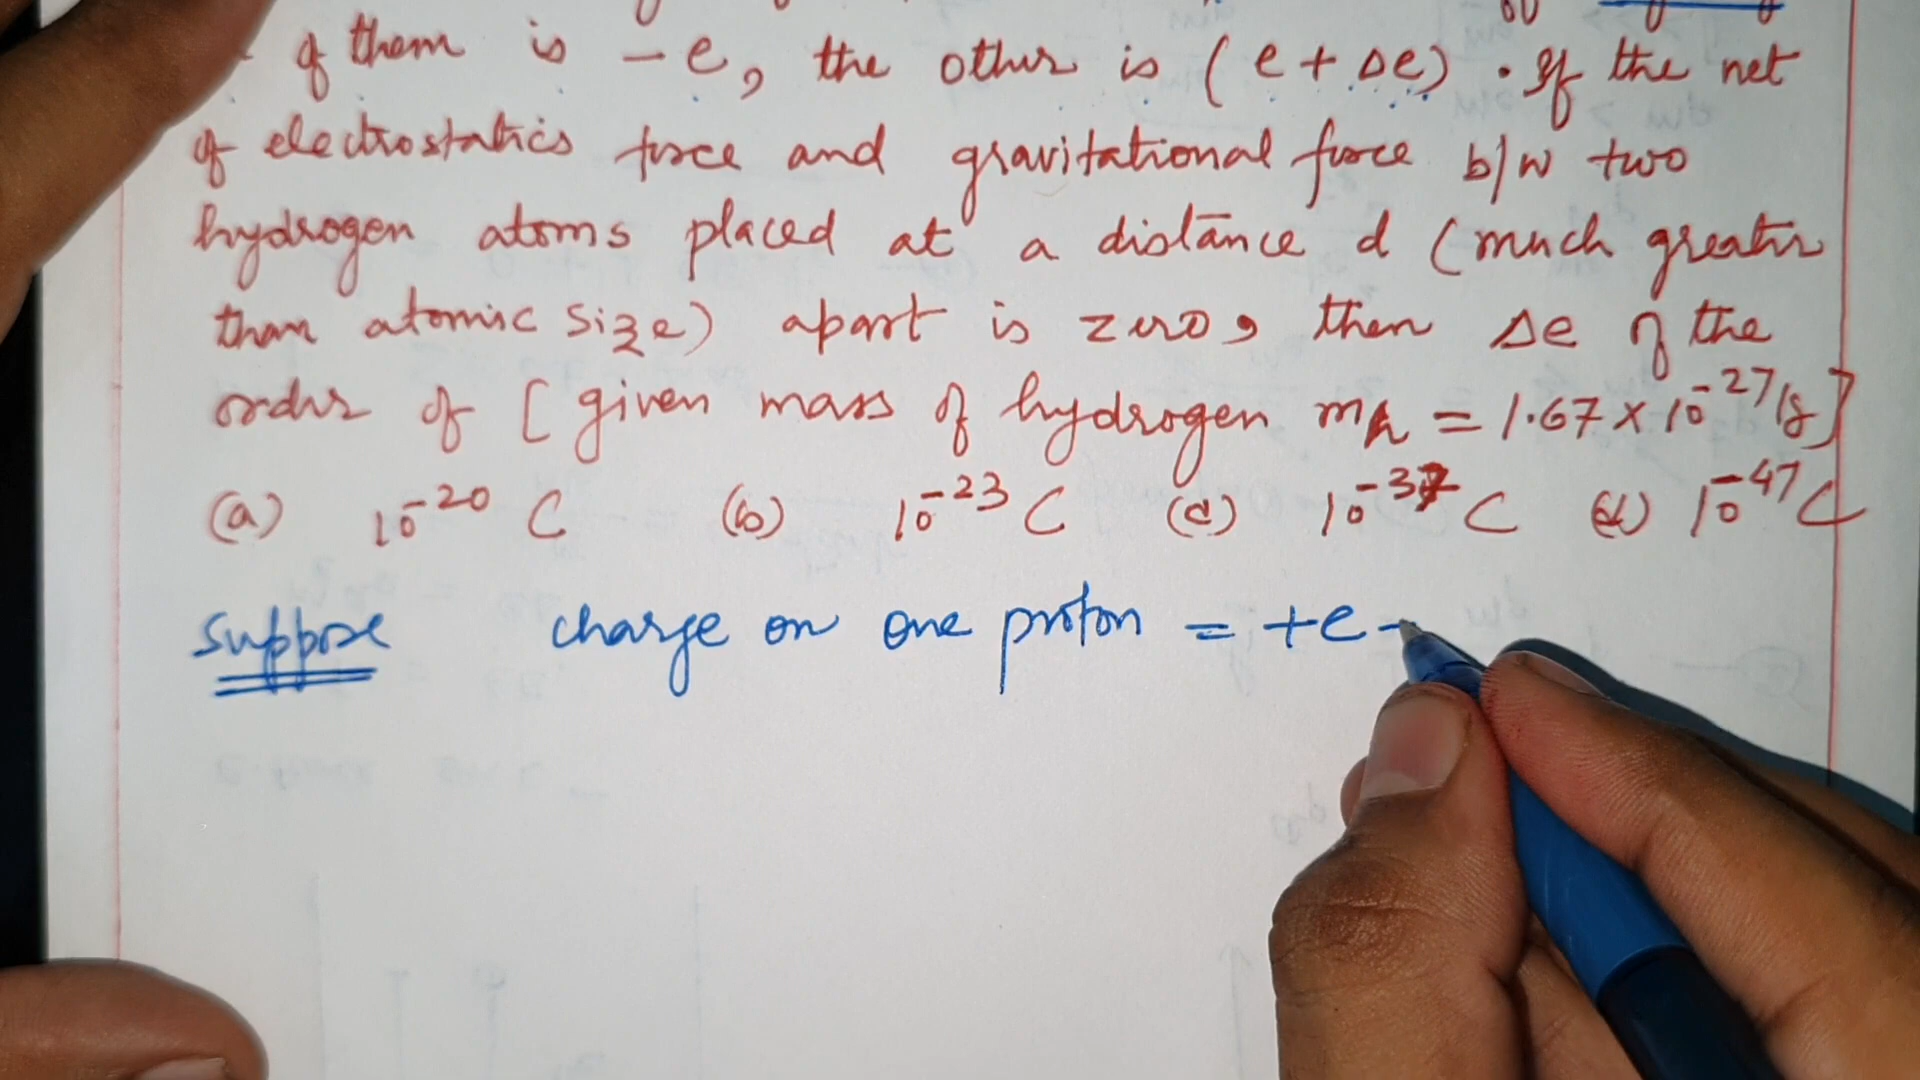 of them is - e, the other is (e + Δe). If the net
of electrostatics force and gravitational force b/w two
hydrogen atoms placed at a distance d (much greater
than atomic size) apart is zero, then Δe of the
order of [given mass of hydrogen mh = 1.67 × 10⁻²⁷ kg]
(a) 10⁻²⁰ C (b) 10⁻²³ C (c) 10⁻³⁷ C (d) 10⁻⁴⁷ C
Suppose charge on one proton = +e